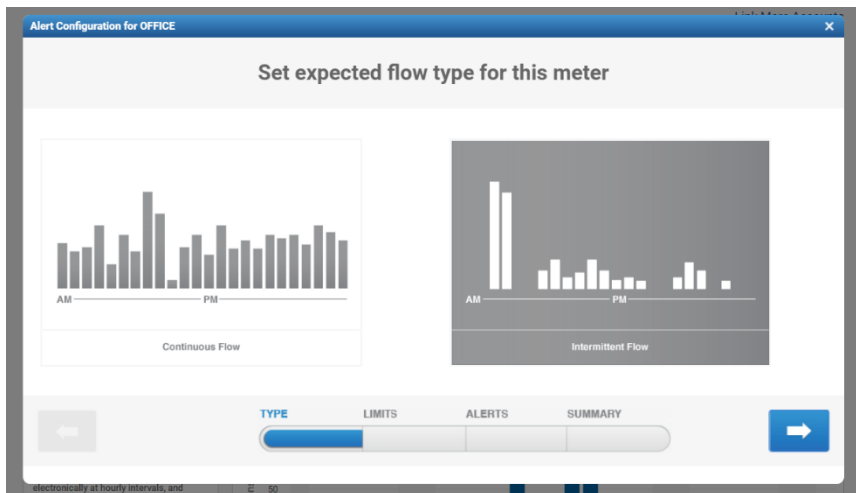 Alert Configuration for OFFICE
×
Set expected flow type for this meter
AM PM
Continuous Flow
AM PM
Intermittent Flow
TYPE LIMITS ALERTS SUMMARY
electronically at hourly intervals, and
50